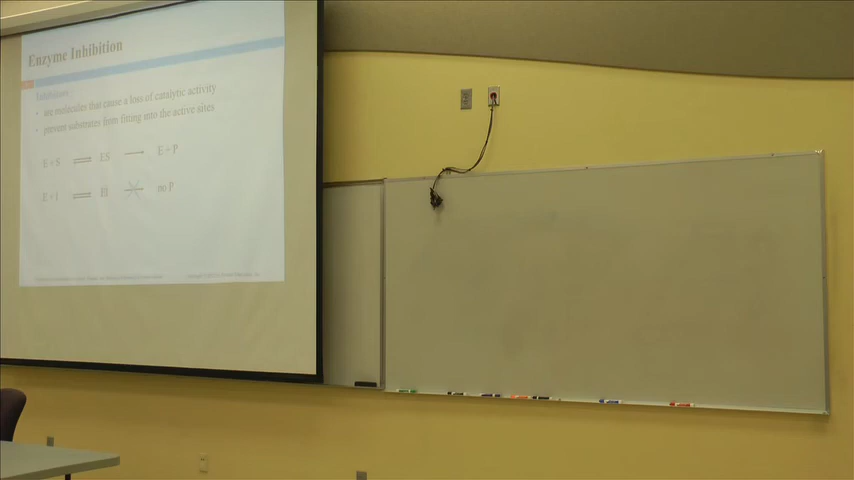 Enzyme Inhibition
Inhibitors
• are molecules that cause a loss of catalytic activity
• prevent substrates from fitting into the active sites
E + S ⇌ ES → E + P
E + I ⇌ EI no P